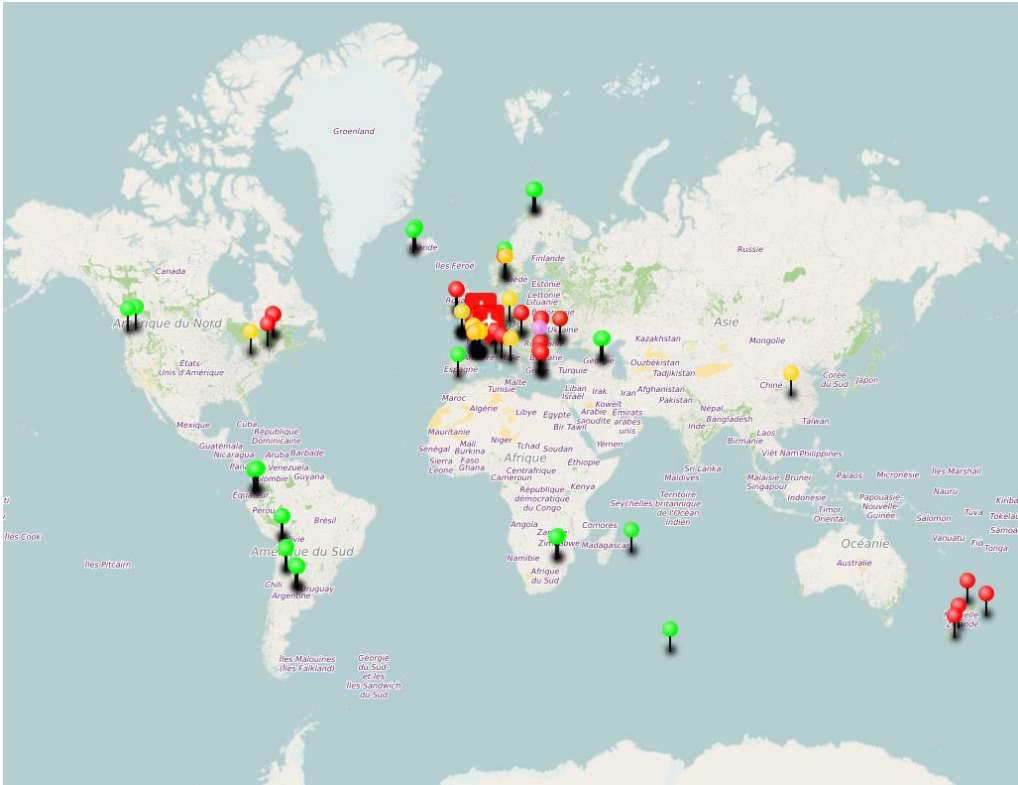 Groenland
Îles Féroé
Finlande
Russie
Canada
Estonie
Lettonie
Lituanie
Ukraine
Amérique du Nord
Asie
Kazakhstan
Mongolie
États-
Unis d'Amérique
Espagne
Turquie
Ouzbékistan
Tadjikistan
Chine
Corée
du Sud
Japon
Malte
Tunisie
Maroc
Algérie
Libye
Égypte
Liban
Israël
Irak
Iran
Afghanistan
Pakistan
Koweït
Arabie
saoudite
Émirats
arabes
unis
Bir Tawil
Népal
Bangladesh
Inde
Birmanie
Laos
Taïwan
Viêt Nam
Philippines
Mexique
Cuba
République
Dominicaine
Guatémala
Nicaragua
Aruba
Barbade
Venezuela
Guyana
Mauritanie
Sénégal
Mali
Burkina
Faso
Sierra
Leone
Ghana
Niger
Tchad
Soudan
Yémen
Afrique
Ethiopie
Centrafrique
Cameroun
République
démocratique
du Congo
Kenya
Sri Lanka
Maldives
Malaisie
Singapour
Brunei
Indonésie
Palaos
Micronésie
Îles Marshall
Nauru
Seychelles
Territoire
britannique
de l'Océan
Indien
Timor
Oriental
Papouasie-
Nouvelle
Guinée
Salomon
Vanuatu
Tonga
Équateur
Pérou
Brésil
Amérique du Sud
Angola
Comores
Madagascar
Namibie
Afrique
du Sud
Océanie
Australie
Îles Cook
Îles Pitcairn
Chili
Uruguay
Argentine
Îles Malouines
(Îles Falkland)
Géorgie
du Sud-
et-les
Îles Sandwich
du Sud